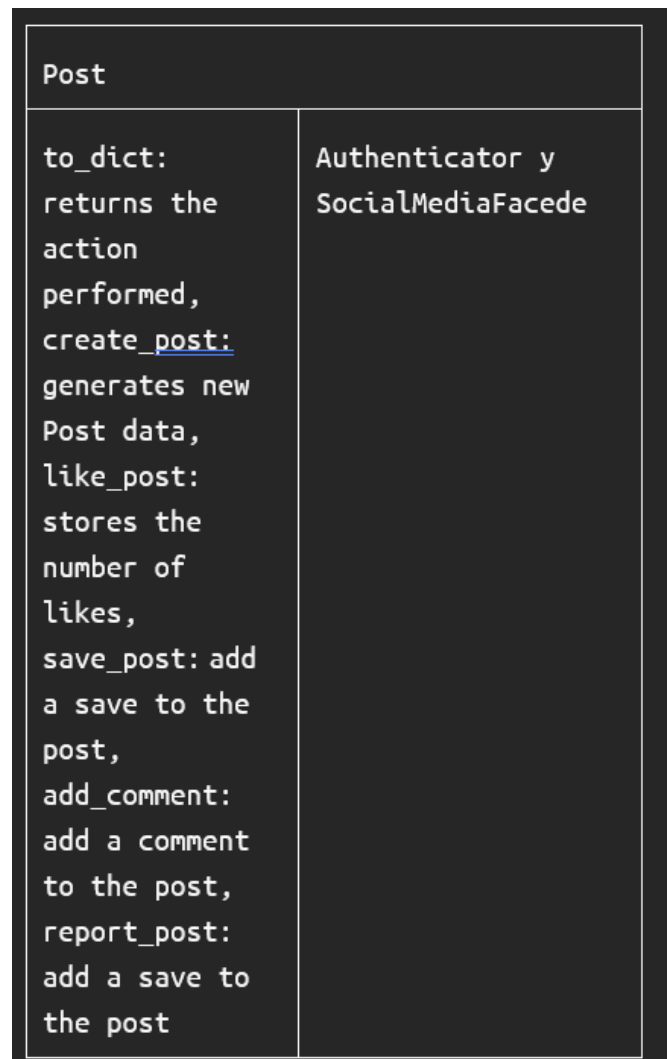 Post
to_dict:
returns the
action
performed,
create_post:
generates new
Post data,
like_post:
stores the
number of
likes,
save_post: add
a save to the
post,
add_comment:
add a comment
to the post,
report_post:
add a save to
the post
Authenticator y
SocialMediaFacede